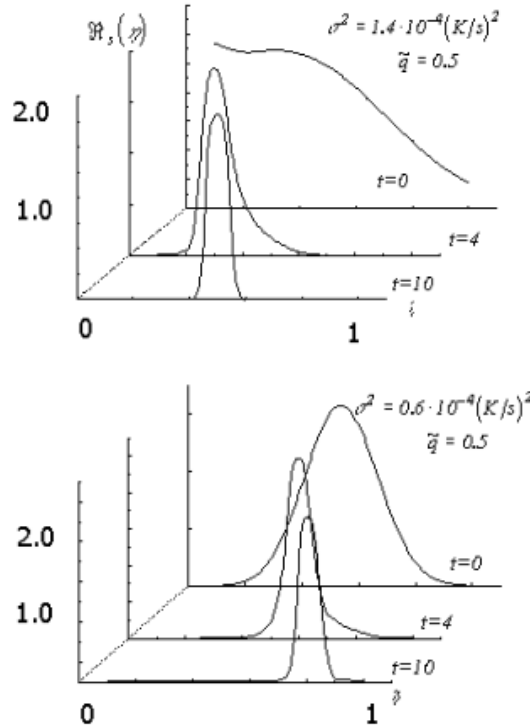 ℜₛ(η)
σ² = 1.4·10⁻⁴(K/s)²
q̃ = 0.5
2.0
1.0
t=0
t=4
t=10
0
1
σ² = 0.6·10⁻⁴(K/s)²
q̃ = 0.5
2.0
1.0
t=0
t=4
t=10
0
1